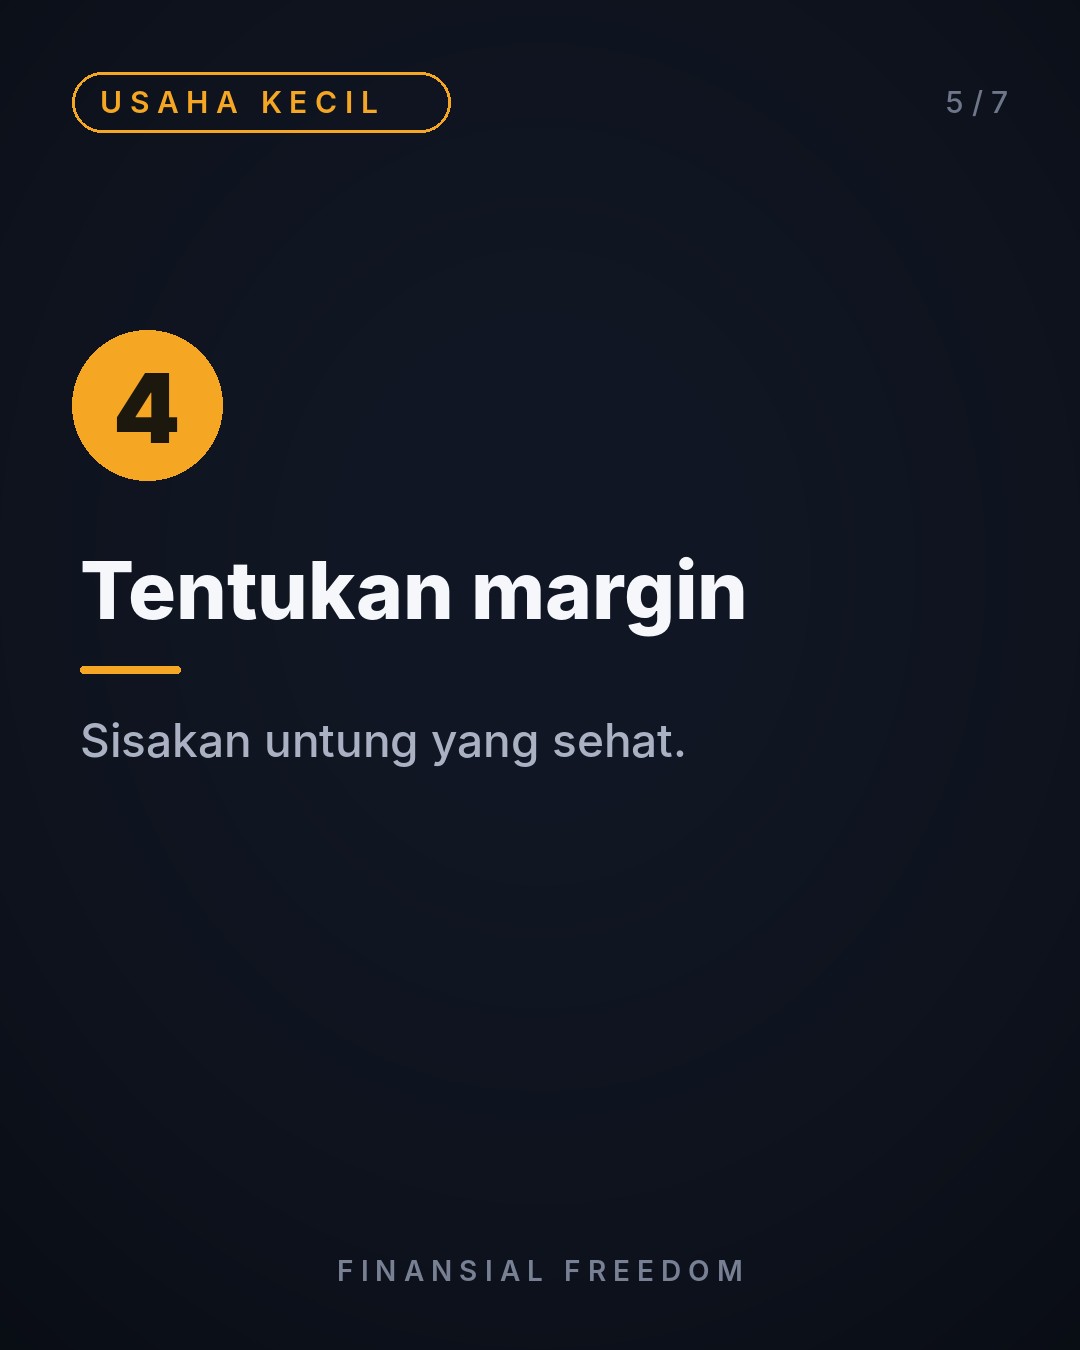 USAHA KECIL
5/7
4
Tentukan margin
Sisakan untung yang sehat.
FINANSIAL FREEDOM